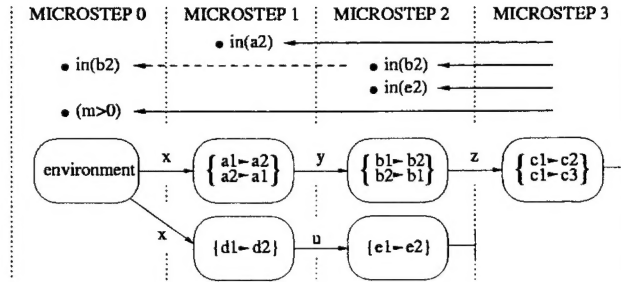 MICROSTEP 0 MICROSTEP 1 MICROSTEP 2 MICROSTEP 3
• in(a2)
• in(b2) • in(b2)
• in(e2)
• (m>0)
environment x { a1►a2 a2►a1 } y { b1►b2 b2►b1 } z { c1►c2 c1►c3 }
x {d1►d2} u {e1►e2}